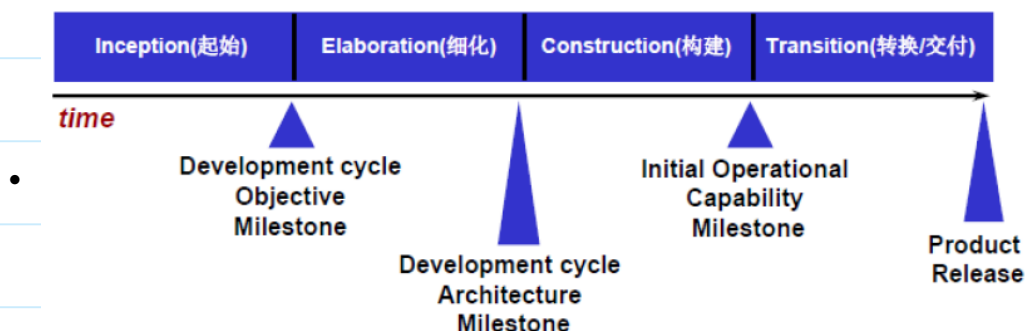 Inception(起始) Elaboration(细化) Construction(构建) Transition(转换/交付)
time
Development cycle
Objective
Milestone
Development cycle
Architecture
Milestone
Initial Operational
Capability
Milestone
Product
Release